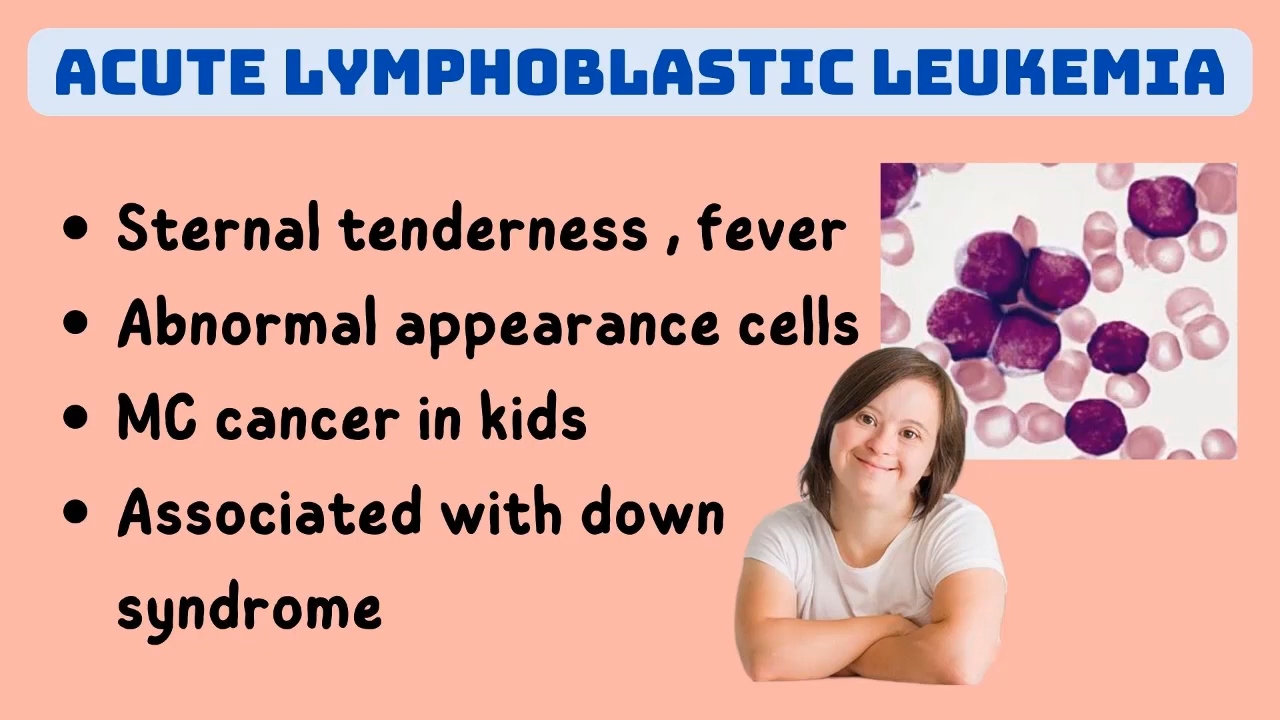 ACUTE LYMPHOBLASTIC LEUKEMIA
• Sternal tenderness , fever
• Abnormal appearance cells
• MC cancer in kids
• Associated with down
syndrome